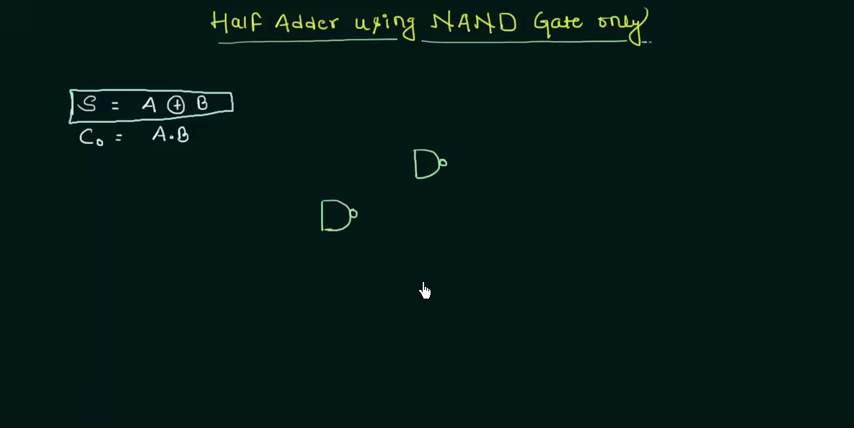 Half Adder using NAND Gate only
S = A ⊕ B
C₀ = A.B